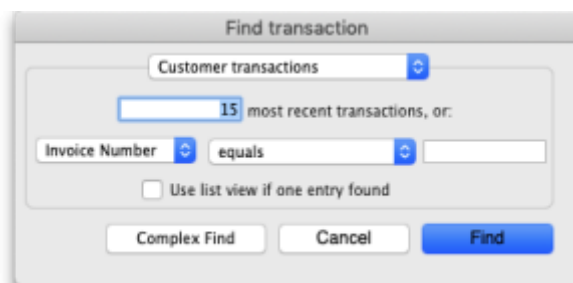 Find transaction
Customer transactions
15 most recent transactions, or:
Invoice Number equals
Use list view if one entry found
Complex Find Cancel Find